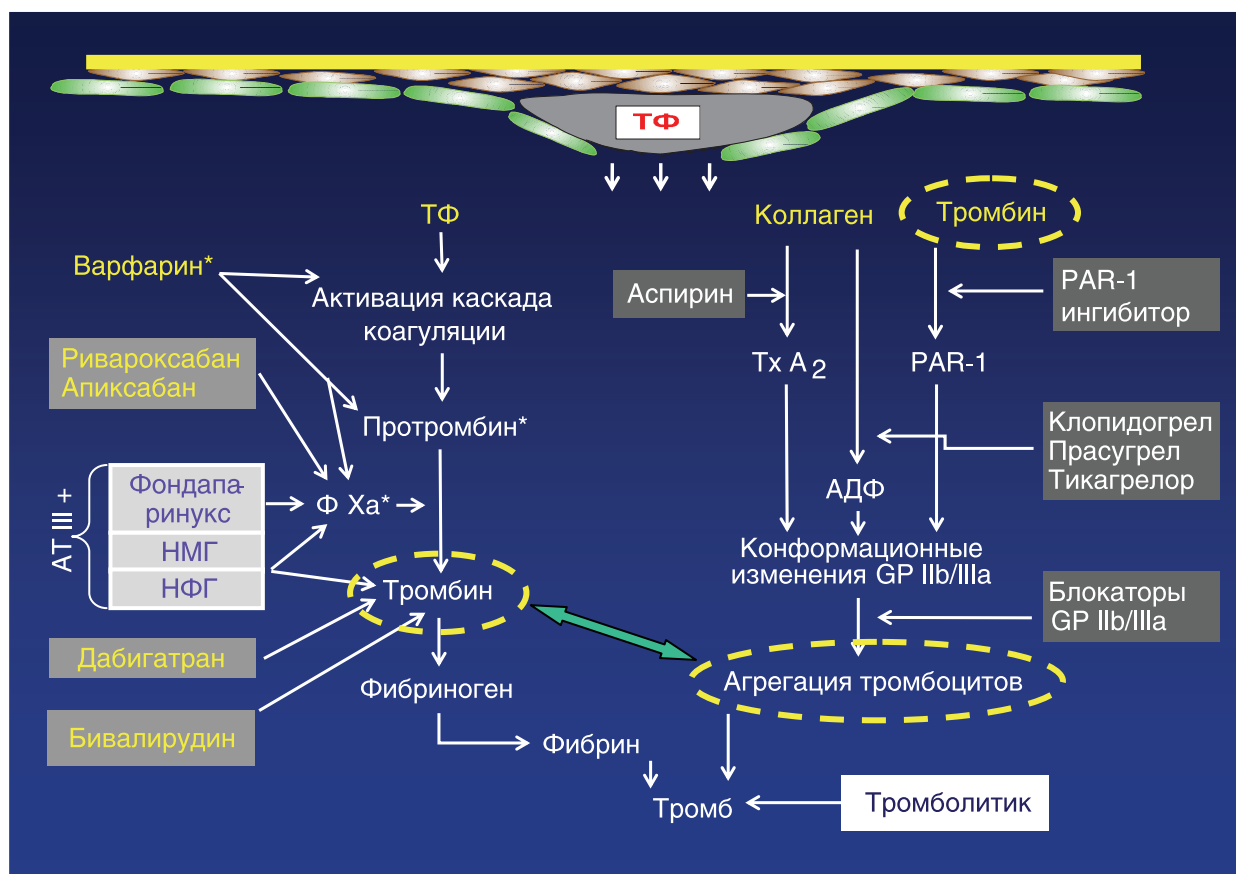 ТФ
ТФ
Коллаген
Тромбин
Варфарин*
Активация каскада
коагуляции
Аспирин
PAR-1
ингибитор
Ривароксабан
Апиксабан
Тх А 2
PAR-1
Протромбин*
Клопидогрел
Прасугрел
Тикагрелор
АТ III +
Фондапа-
ринукс
НМГ
НФГ
Ф Ха*
АДФ
Конформационные
изменения GP IIb/IIIa
Тромбин
Блокаторы
GP IIb/IIIa
Дабигатран
Фибриноген
Агрегация тромбоцитов
Бивалирудин
Фибрин
Тромб
Тромболитик